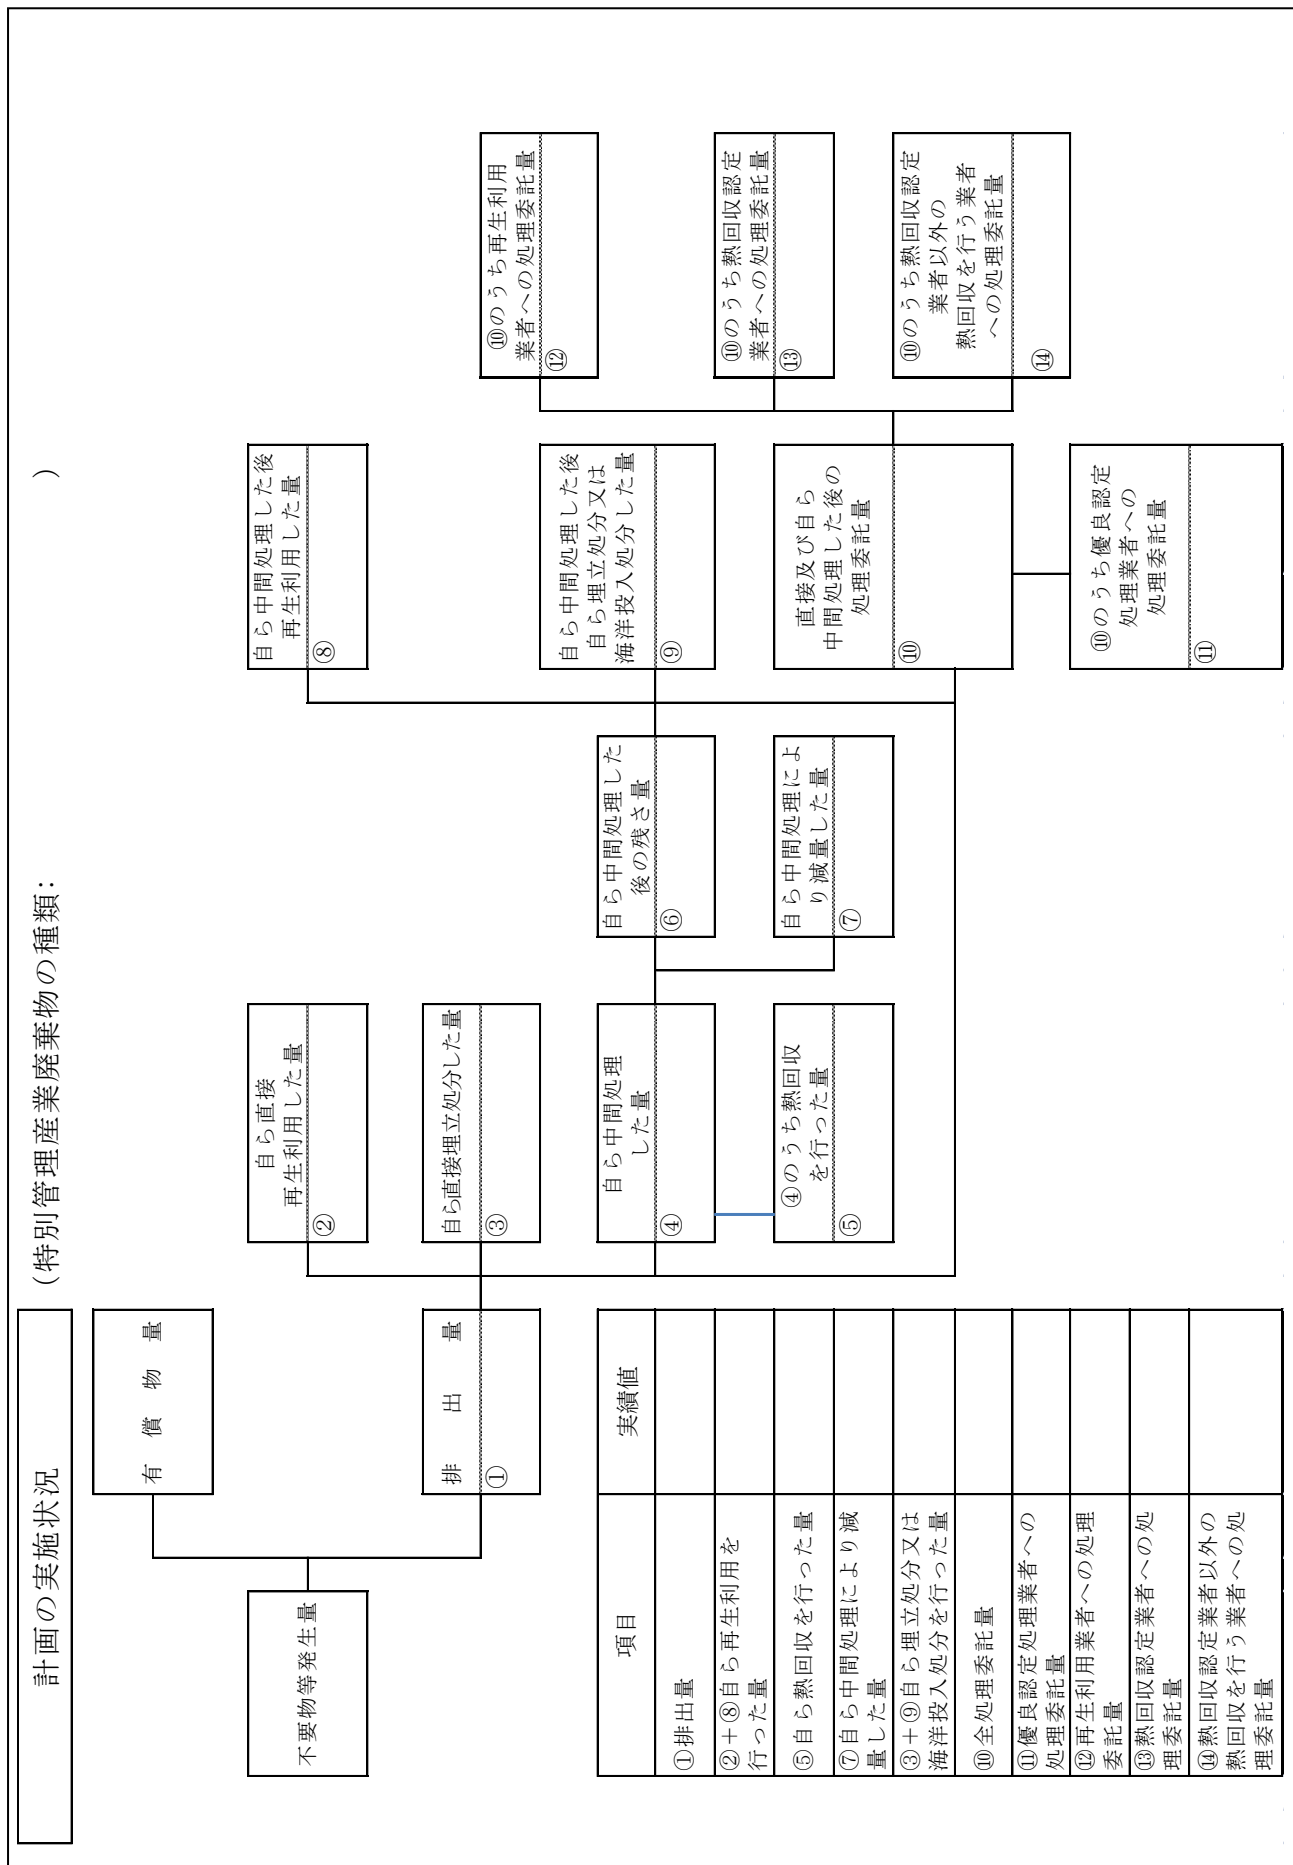 計画の実施状況
(特別管理産業廃棄物の種類: )
不要物等発生量
有償物量
排出量
①
自ら直接
再生利用した量
②
自ら直接埋立処分した量
③
自ら中間処理
した量
④
④のうち熱回収
を行った量
⑤
自ら中間処理した
後の残さ量
⑥
自ら中間処理によ
り減量した量
⑦
自ら中間処理した後
再生利用した量
⑧
自ら中間処理した後
自ら埋立処分又は
海洋投入処分した量
⑨
直接及び自ら
中間処理した後の
処理委託量
⑩
⑩のうち優良認定
処理業者への
処理委託量
⑪
⑩のうち再生利用
業者への処理委託量
⑫
⑩のうち熱回収認定
業者への処理委託量
⑬
⑩のうち熱回収認定
業者以外の
熱回収を行う業者
への処理委託量
⑭
項目
実績値
①排出量
②+⑧自ら再生利用を
行った量
⑤自ら熱回収を行った量
⑦自ら中間処理により減
量した量
③+⑨自ら埋立処分又は
海洋投入処分を行った量
⑩全処理委託量
⑪優良認定処理業者への
処理委託量
⑫再生利用業者への処理
委託量
⑬熱回収認定業者への処
理委託量
⑭熱回収認定業者以外の
熱回収を行う業者への処
理委託量